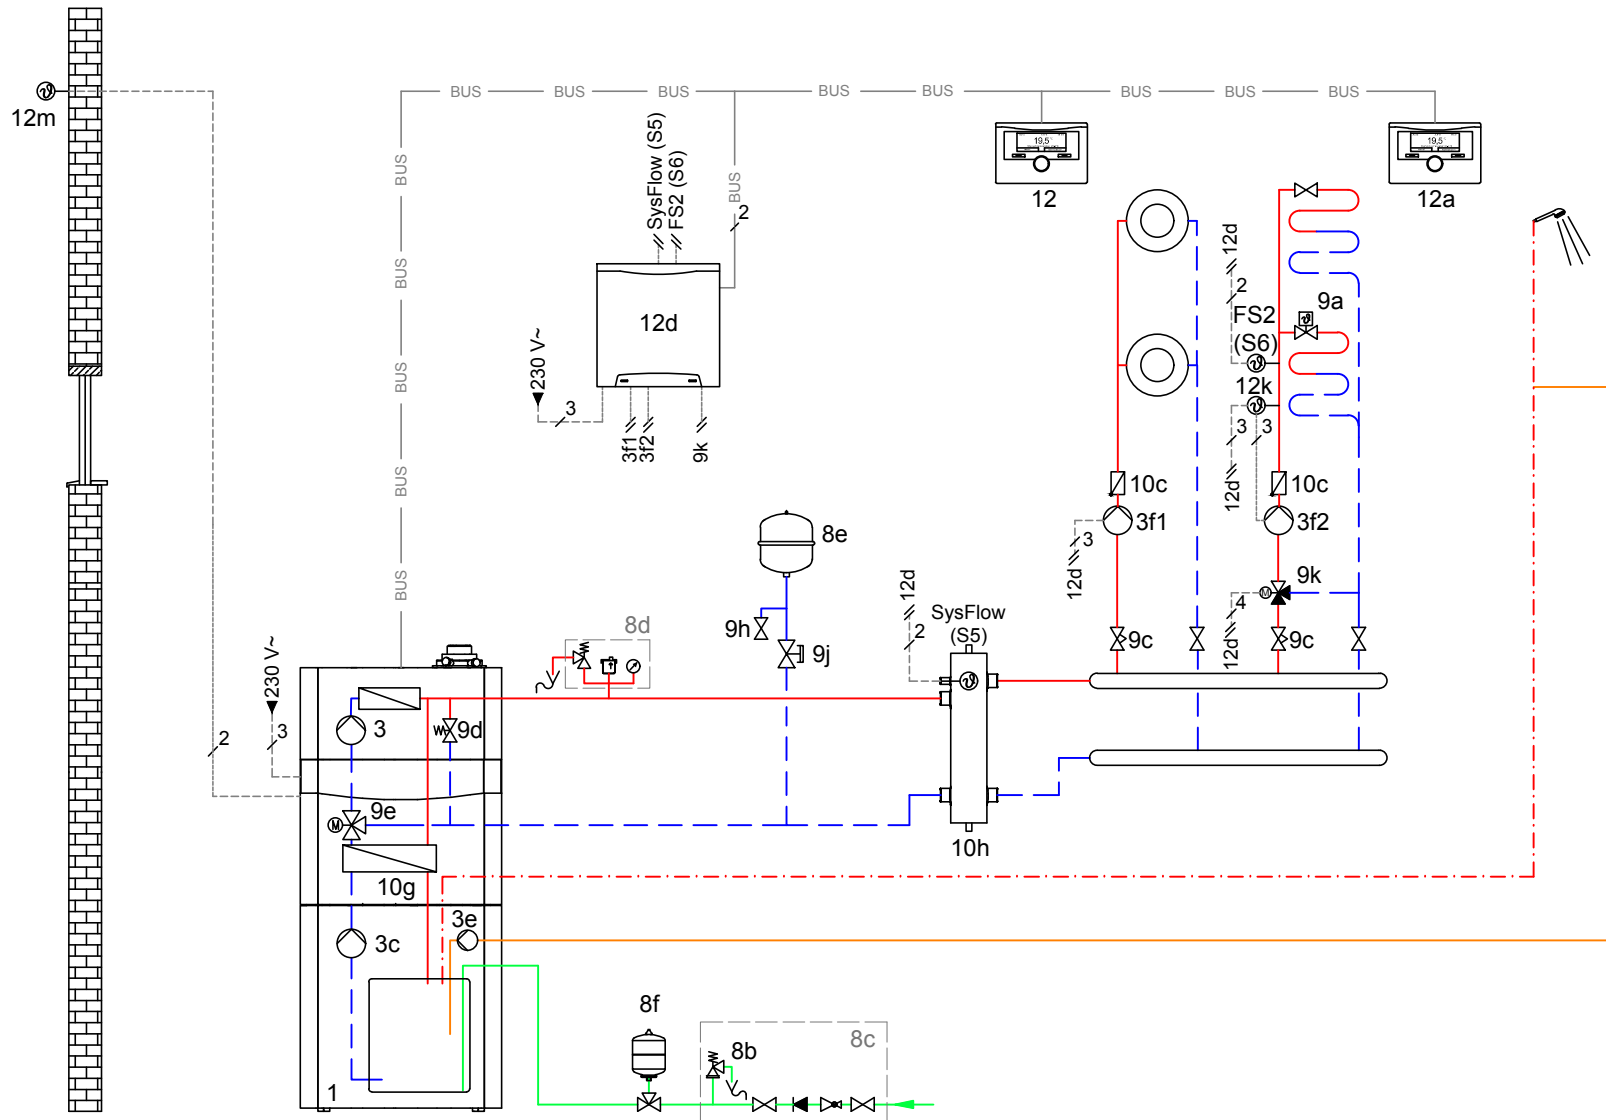 BUS BUS BUS BUS BUS BUS BUS BUS
12m
SysFlow (S5)
FS2 (S6)
BUS
2
BUS
19,5
12
19,5
12a
BUS
12d
230 V~
3
3f1
3f2
9k
BUS
BUS
BUS
12d
2
FS2
(S6)
9a
12k
3
3
12d
10c
10c
3f1
3f2
3
12d
8e
9k
4
12d
9c
9c
9h
9j
8d
12d
2
SysFlow
(S5)
230 V~
3
2
3
9d
9e
10g
10h
3c
3e
1
8f
8b
8c
M
M